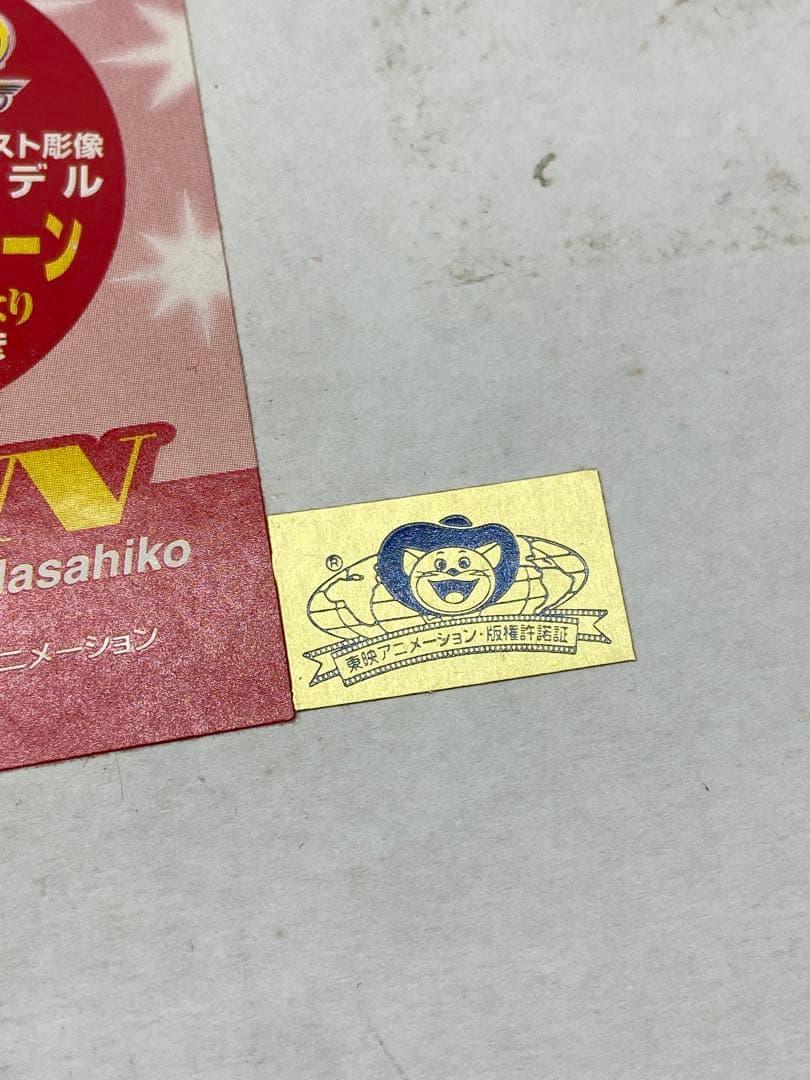 スト彫像
デル
ーン
より
N
Masahiko
ニメーション
®
東映アニメーション・版権許諾証